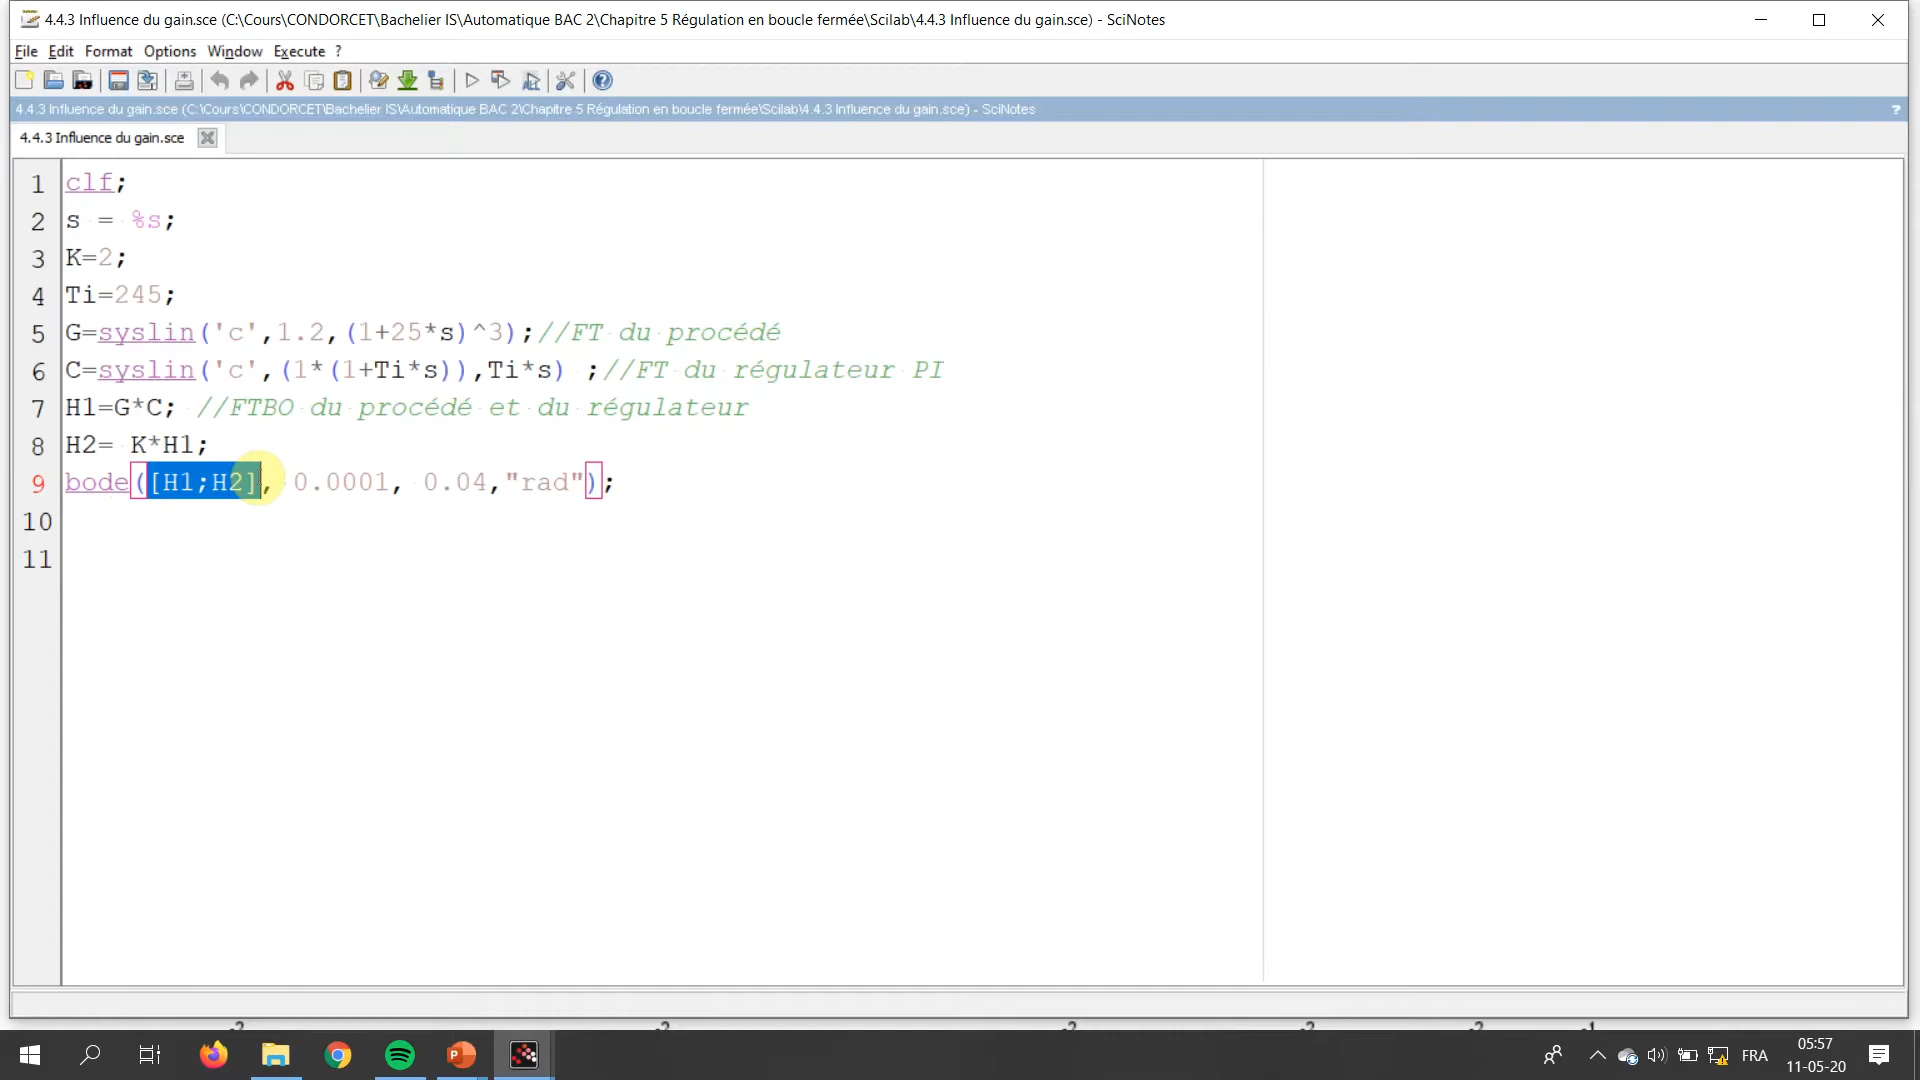 4.4.3 Influence du gain.sce (C:\Cours\CONDORCET\Bachelier IS\Automatique BAC 2\Chapitre 5 Régulation en boucle fermée\Scilab\4.4.3 Influence du gain.sce) - SciNotes
File Edit Format Options Window Execute ?
4.4.3 Influence du gain.sce (C:\Cours\CONDORCET\Bachelier IS\Automatique BAC 2\Chapitre 5 Régulation en boucle fermée\Scilab\4.4.3 Influence du gain.sce) - SciNotes ?
4.4.3 Influence du gain.sce
1 clf;
2 s = %s;
3 K=2;
4 Ti=245;
5 G=syslin('c',1.2,(1+25*s)^3);//FT du procédé
6 C=syslin('c',(1*(1+Ti*s)),Ti*s) ;//FT du régulateur PI
7 H1=G*C; //FTBO du procédé et du régulateur
8 H2= K*H1;
9 bode([H1;H2], 0.0001, 0.04,"rad");
10
11
-2 -2 -2 -2 -2 -1
FRA
05:57
11-05-20